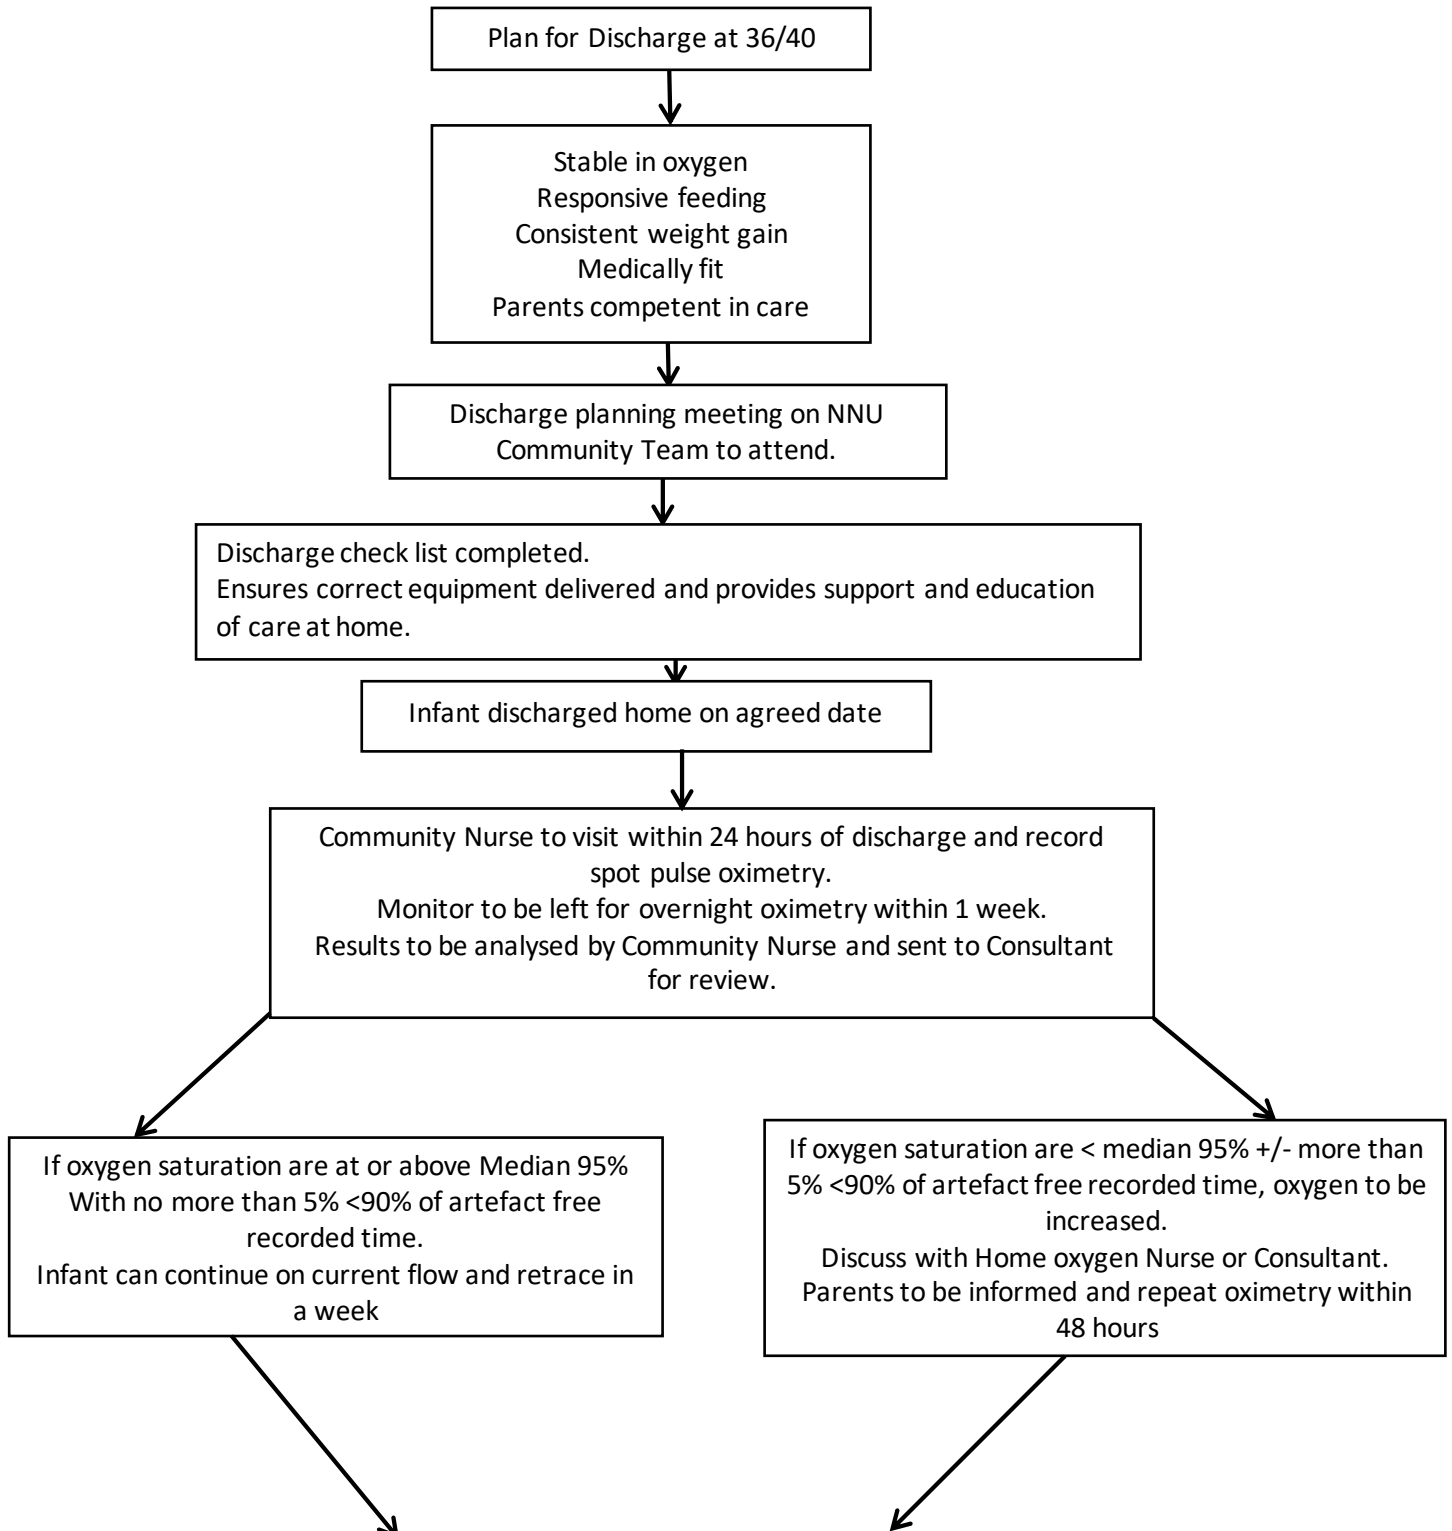 Plan for Discharge at 36/40
Stable in oxygen
Responsive feeding
Consistent weight gain
Medically fit
Parents competent in care
Discharge planning meeting on NNU
Community Team to attend.
Discharge check list completed.
Ensures correct equipment delivered and provides support and education
of care at home.
Infant discharged home on agreed date
Community Nurse to visit within 24 hours of discharge and record
spot pulse oximetry.
Monitor to be left for overnight oximetry within 1 week.
Results to be analysed by Community Nurse and sent to Consultant
for review.
If oxygen saturation are at or above Median 95%
With no more than 5% <90% of artefact free
recorded time.
Infant can continue on current flow and retrace in
a week
If oxygen saturation are < median 95% +/- more than
5% <90% of artefact free recorded time, oxygen to be
increased.
Discuss with Home oxygen Nurse or Consultant.
Parents to be informed and repeat oximetry within
48 hours